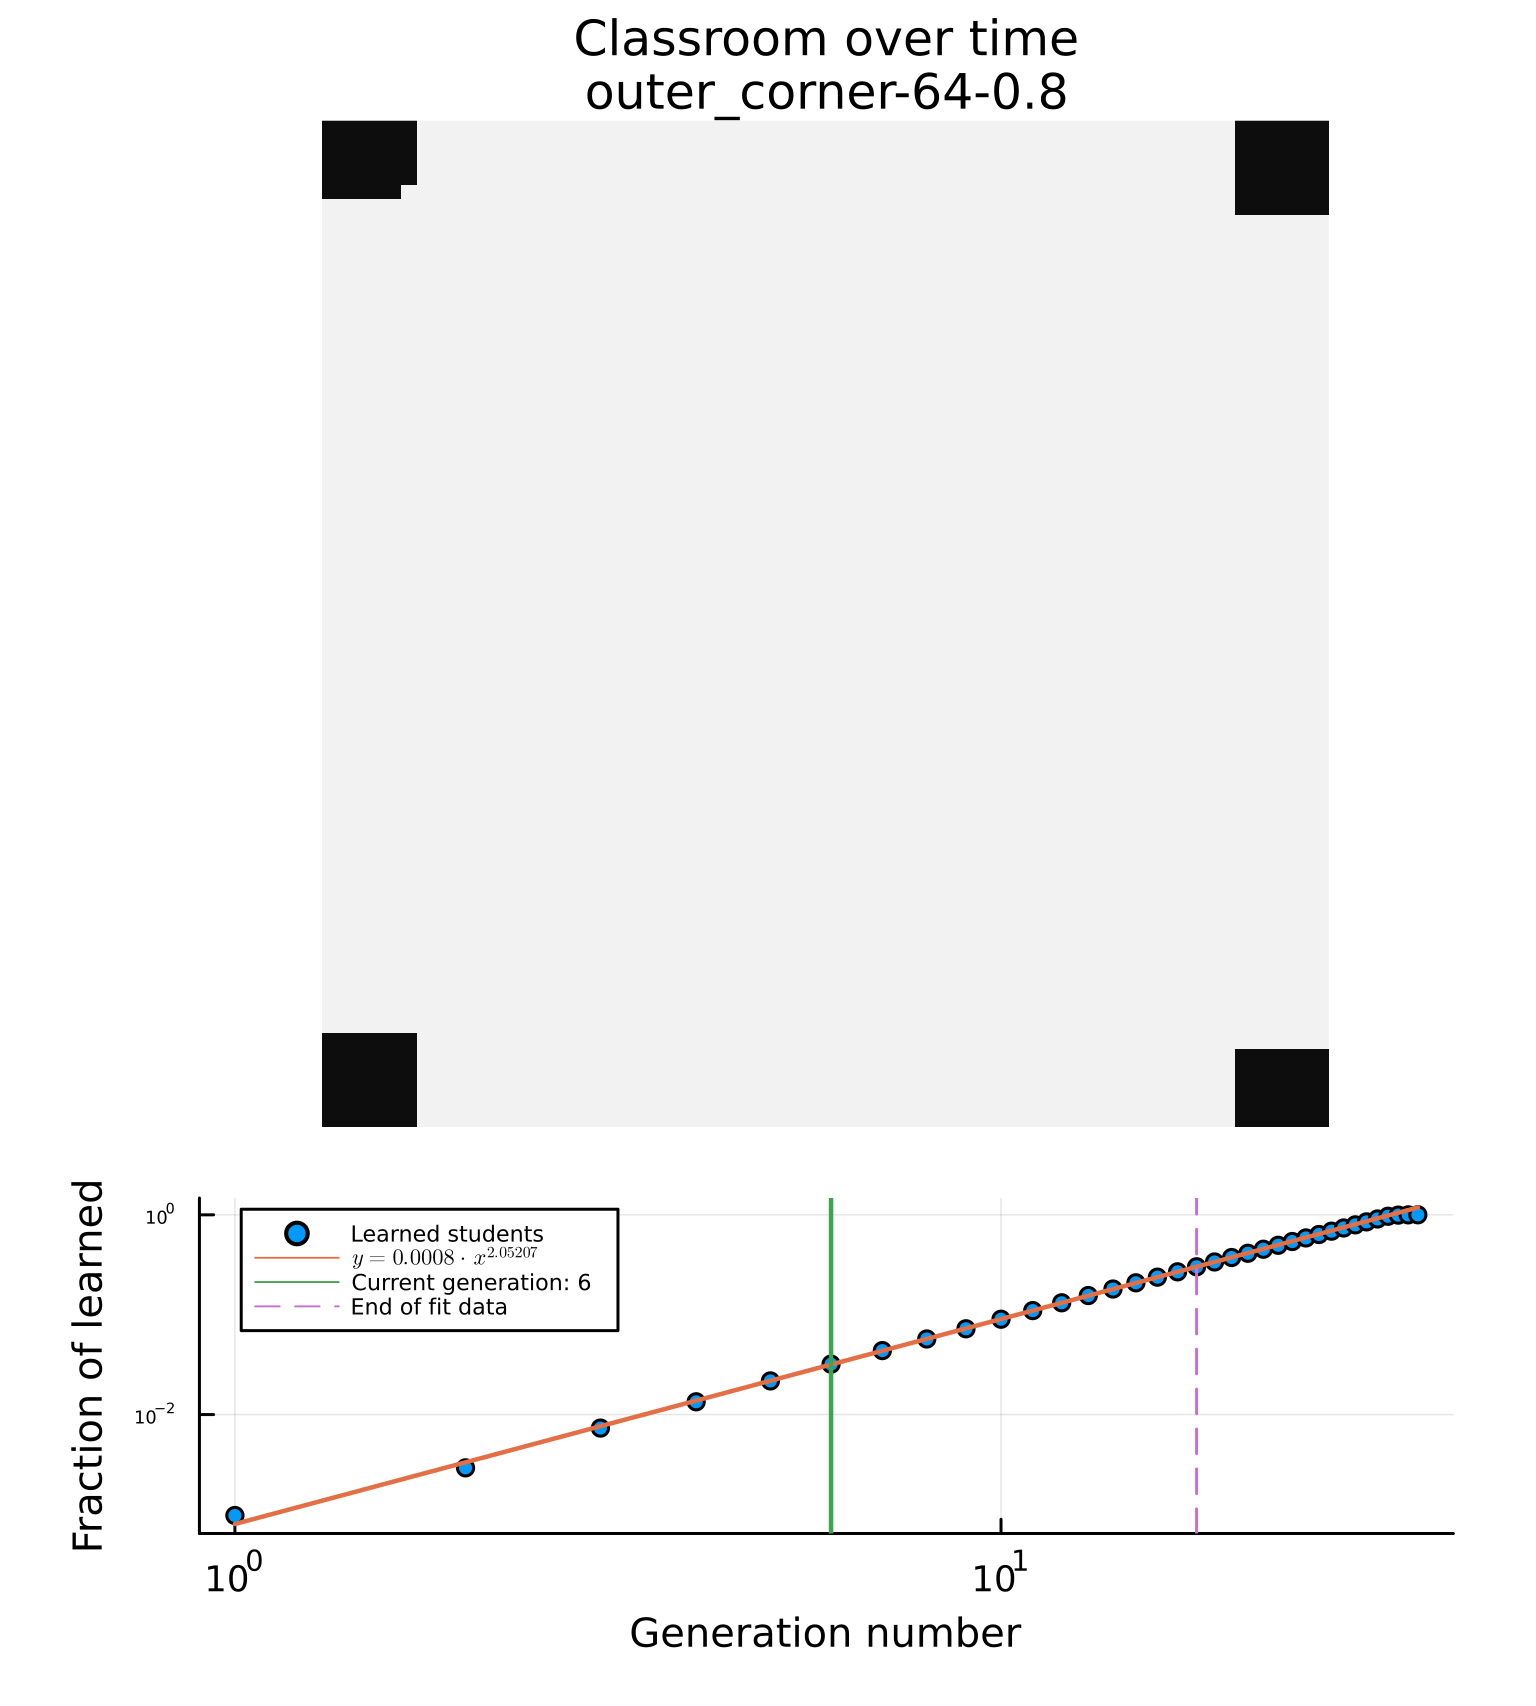 Classroom over time
outer_corner-64-0.8
Fraction of learned
10^0
10^−2
Learned students
y = 0.0008 · x^2.05207
Current generation: 6
End of fit data
10^0
10^1
Generation number